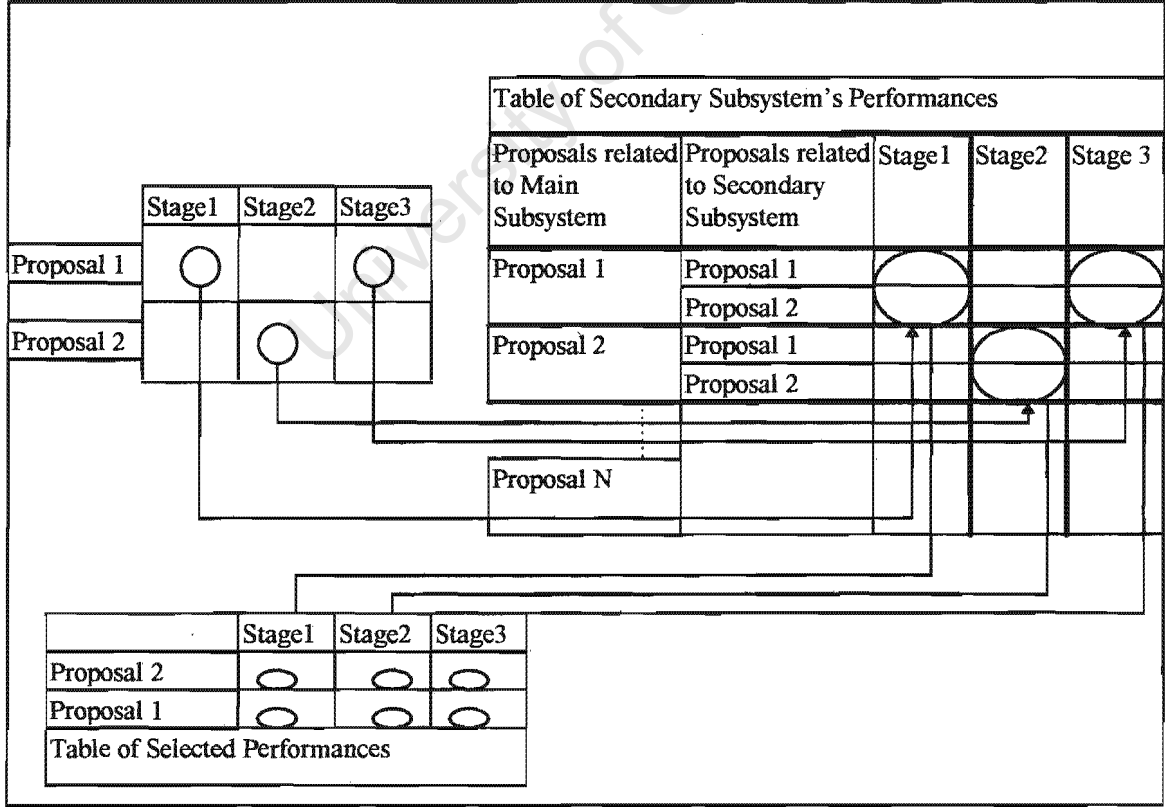 University of C
Table of Secondary Subsystem's Performances
Proposals related to Main Subsystem
Proposals related to Secondary Subsystem
Stage1
Stage2
Stage 3
Proposal 1
Proposal 1
Proposal 2
Proposal 2
Proposal 1
Proposal 2
Proposal N
Stage1
Stage2
Stage3
Proposal 1
Proposal 2
Stage1
Stage2
Stage3
Proposal 2
Proposal 1
Table of Selected Performances